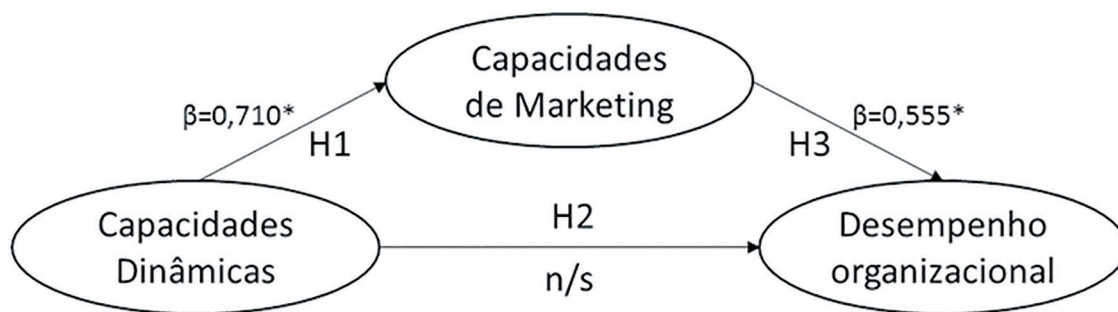 Capacidades
de Marketing
β=0,710*
β=0,555*
H1
H3
Capacidades
Dinâmicas
H2
n/s
Desempenho
organizacional